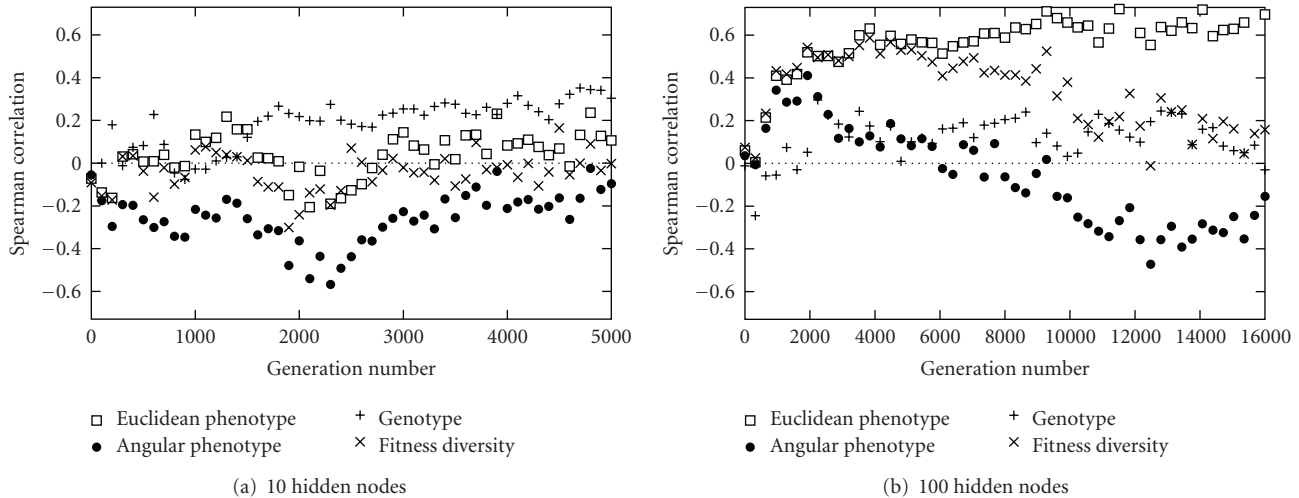 Spearman correlation
0.6
0.4
0.2
0
−0.2
−0.4
−0.6
0 1000 2000 3000 4000 5000
Generation number
Euclidean phenotype
Angular phenotype
Genotype
Fitness diversity
(a) 10 hidden nodes
Spearman correlation
0.6
0.4
0.2
0
−0.2
−0.4
−0.6
0 2000 4000 6000 8000 10000 12000 14000 16000
Generation number
Euclidean phenotype
Angular phenotype
Genotype
Fitness diversity
(b) 100 hidden nodes